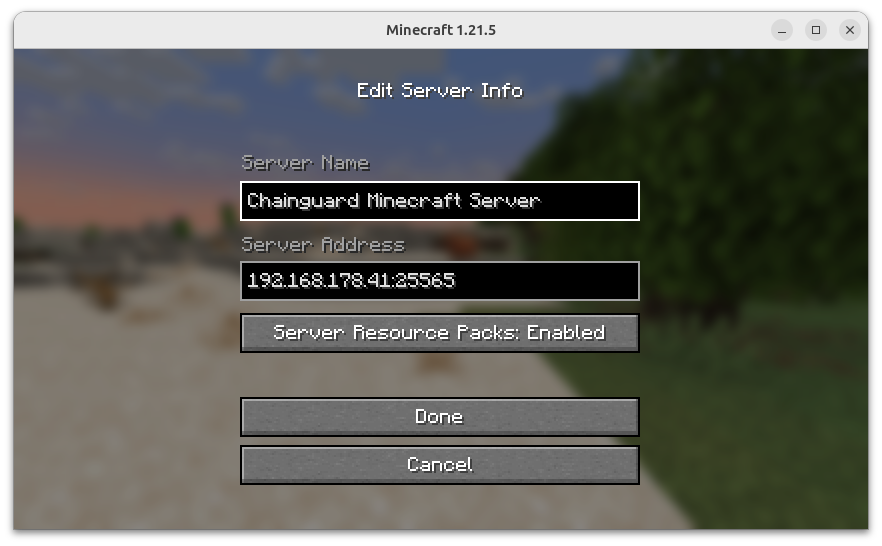 Minecraft 1.21.5
Edit Server Info
Server Name
Chainguard Minecraft Server
Server Address
192.168.178.41:25565
Server Resource Packs: Enabled
Done
Cancel